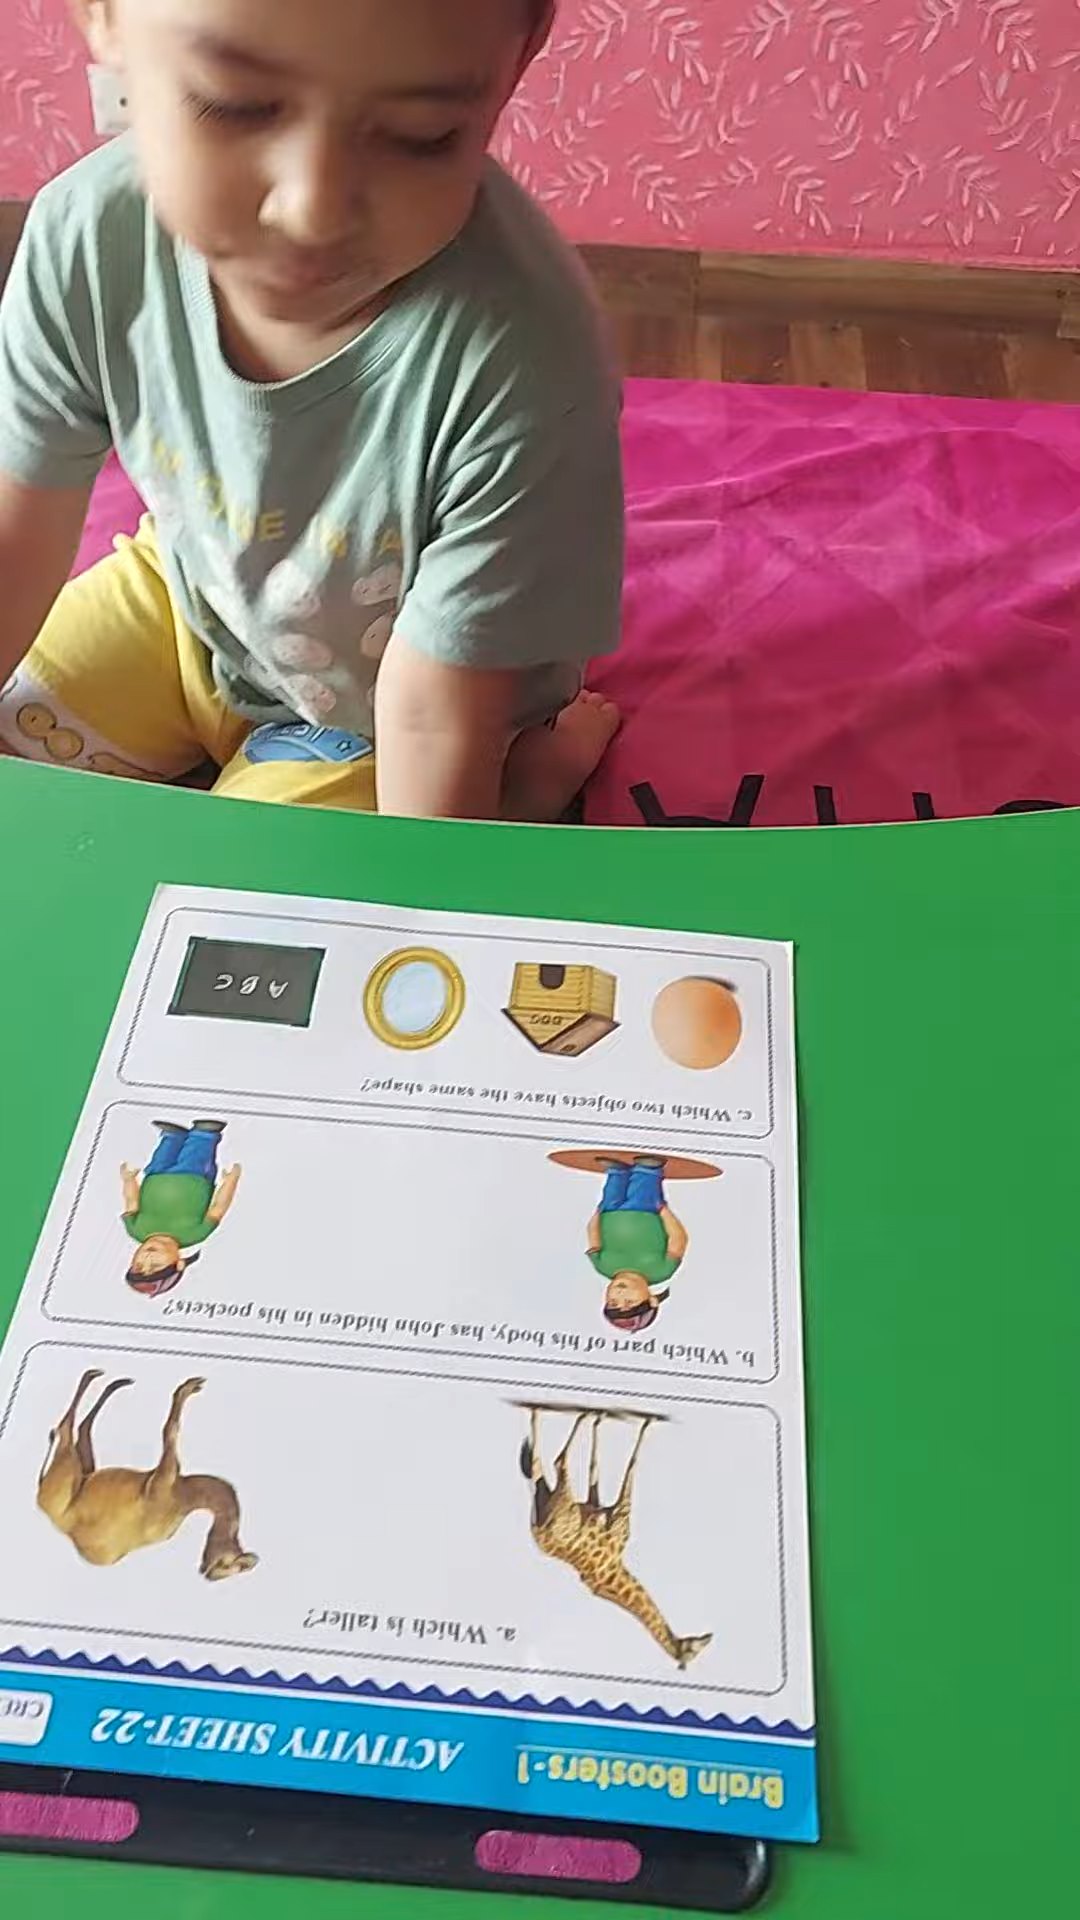 Brain Boosters-1
ACTIVITY SHEET-22
a. Which is taller?
b. Which part of his body, has John hidden in his pockets?
c. Which two objects have the same shape?
DOG
A B C